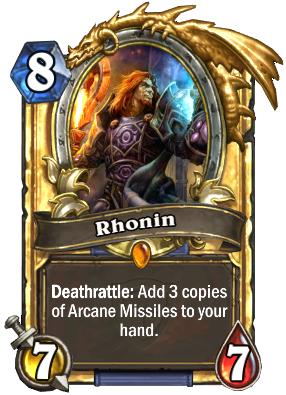 8
Rhonin
Deathrattle: Add 3 copies
of Arcane Missiles to your
hand.
7
7